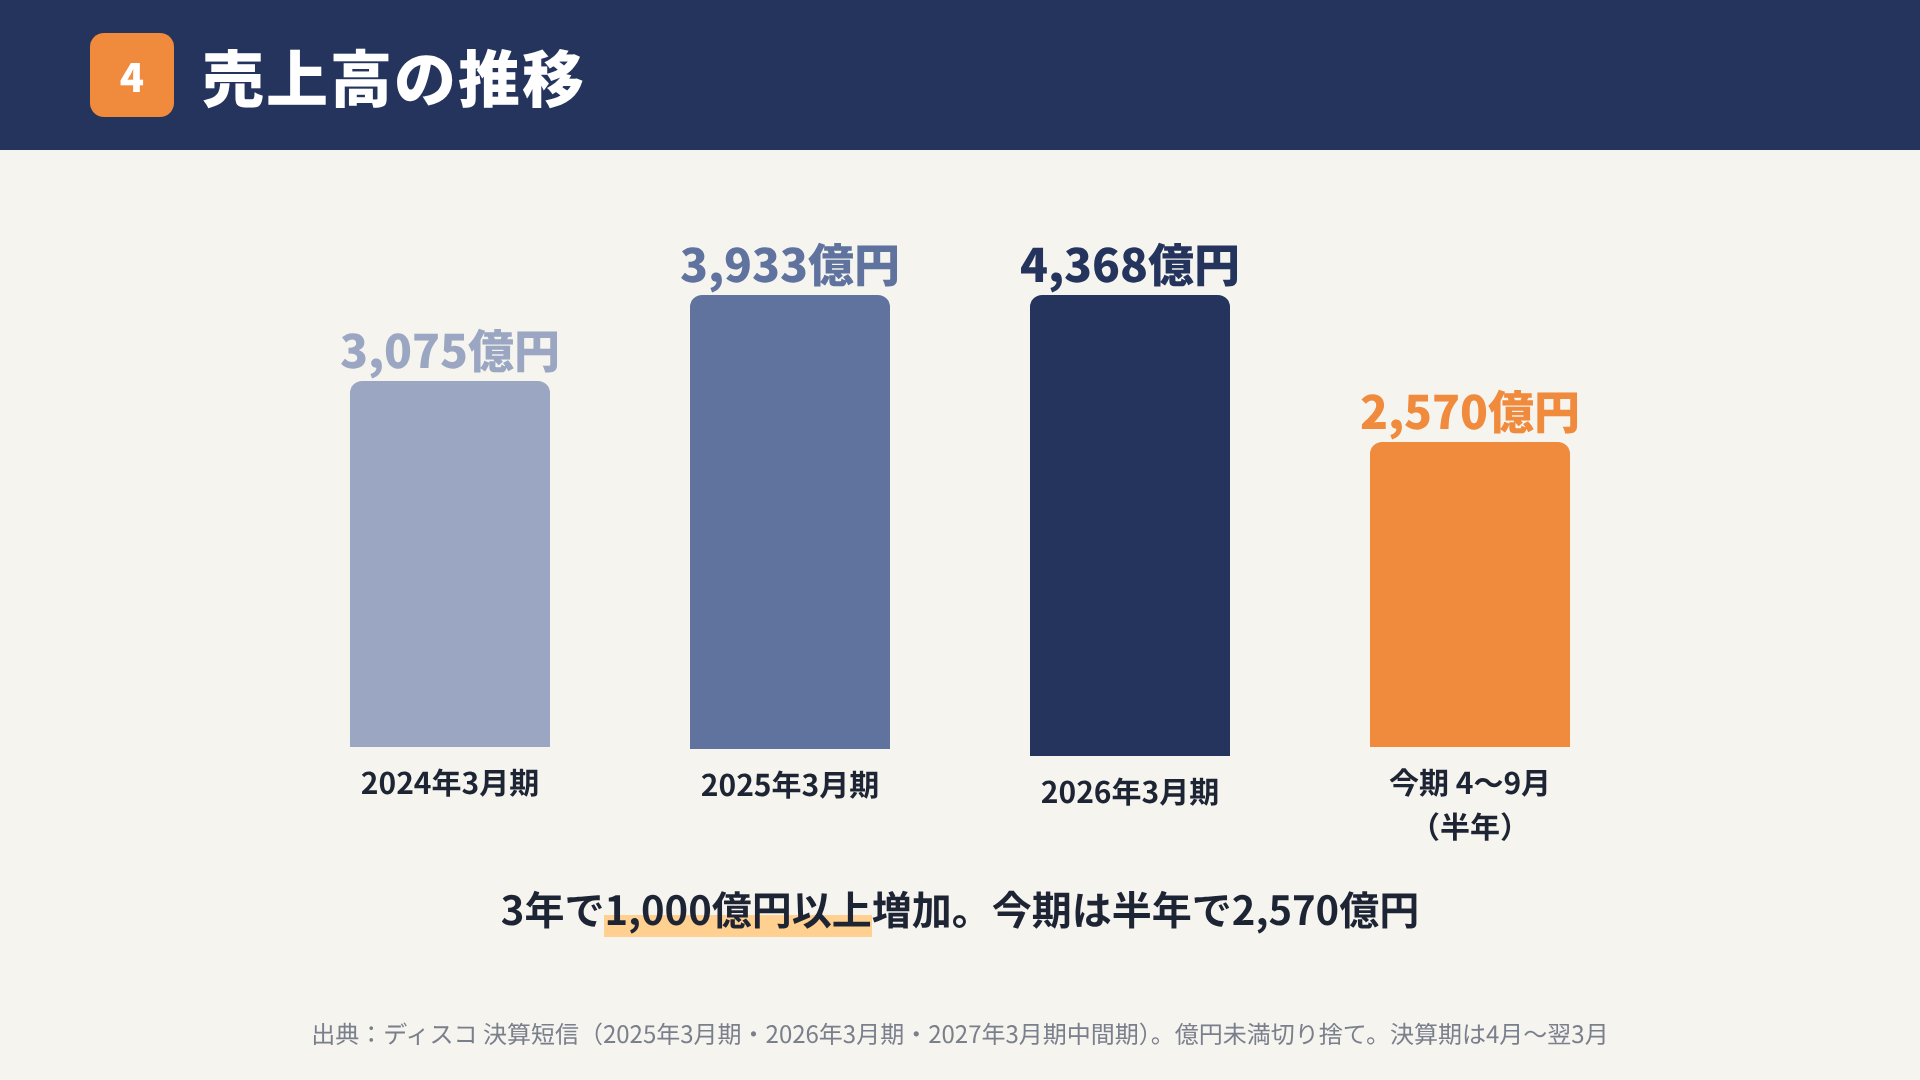 4
売上高の推移
3,075億円
3,933億円
4,368億円
2,570億円
2024年3月期
2025年3月期
2026年3月期
今期 4〜9月
（半年）
3年で1,000億円以上増加。今期は半年で2,570億円
出典：ディスコ 決算短信（2025年3月期・2026年3月期・2027年3月期中間期）。億円未満切り捨て。決算期は4月〜翌3月